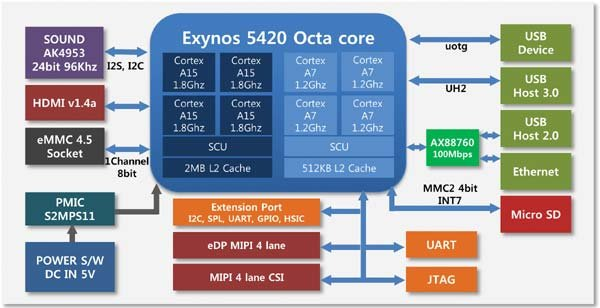 Exynos 5420 Octa core
SOUND
AK4953
24bit 96Khz
I2S, I2C
HDMI v1.4a
eMMC 4.5
Socket
1Channel
8bit
PMIC
S2MPS11
POWER S/W
DC IN 5V
Cortex
A15
1.8Ghz
Cortex
A15
1.8Ghz
Cortex
A15
1.8Ghz
Cortex
A15
1.8Ghz
SCU
2MB L2 Cache
Cortex
A7
1.2Ghz
Cortex
A7
1.2Ghz
Cortex
A7
1.2Ghz
Cortex
A7
1.2Ghz
SCU
512KB L2 Cache
uotg
USB
Device
UH2
USB
Host 3.0
AX88760
100Mbps
USB
Host 2.0
Ethernet
MMC2 4bit
INT7
Micro SD
Extension Port
I2C, SPL, UART, GPIO, HSIC
eDP MIPI 4 lane
UART
MIPI 4 lane CSI
JTAG